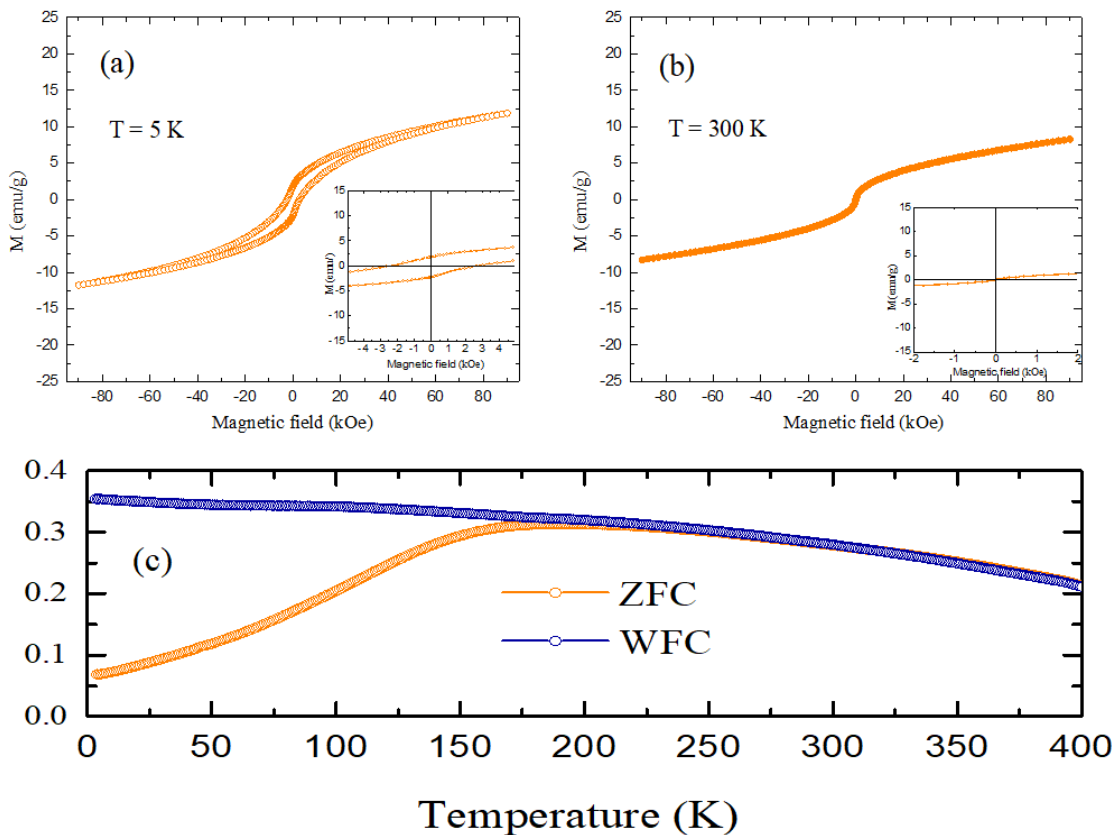 (a)
T = 5 K
M (emu/g)
25
20
15
10
5
0
-5
-10
-15
-20
-25
-80 -60 -40 -20 0 20 40 60 80
Magnetic field (kOe)
M (emu/
15
10
5
0
-5
-10
-15
-4 -3 -2 -1 0 1 2 3 4
Magnetic field (kOe)
(b)
T = 300 K
M (emu/g)
25
20
15
10
5
0
-5
-10
-15
-20
-25
-80 -60 -40 -20 0 20 40 60 80
Magnetic field (kOe)
M(emu/g)
15
10
5
0
-5
-10
-15
-2 -1 0 1 2
Magnetic field (kOe)
(c)
0.4
0.3
0.2
0.1
0.0
ZFC
WFC
0 50 100 150 200 250 300 350 400
Temperature (K)